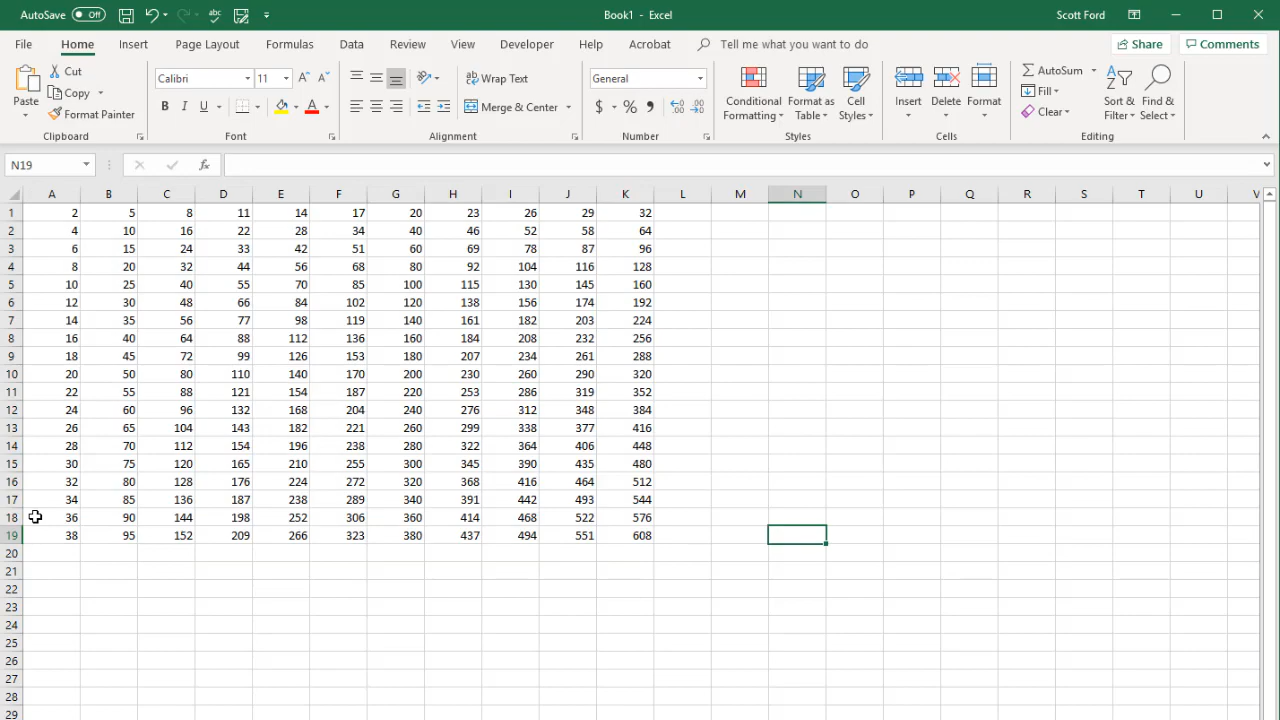 AutoSave Off
Book1 - Excel
Scott Ford
File Home Insert Page Layout Formulas Data Review View Developer Help Acrobat Tell me what you want to do Share Comments
Paste Cut Copy Format Painter Clipboard
Calibri 11 B I U A Font
Wrap Text Merge & Center Alignment
General $ % , Number
Conditional Formatting Format as Table Cell Styles Styles
Insert Delete Format Cells
AutoSum Fill Clear Sort & Filter Find & Select Editing
N19 fx
A B C D E F G H I J K L M N O P Q R S T U V
1 2 5 8 11 14 17 20 23 26 29 32
2 4 10 16 22 28 34 40 46 52 58 64
3 6 15 24 33 42 51 60 69 78 87 96
4 8 20 32 44 56 68 80 92 104 116 128
5 10 25 40 55 70 85 100 115 130 145 160
6 12 30 48 66 84 102 120 138 156 174 192
7 14 35 56 77 98 119 140 161 182 203 224
8 16 40 64 88 112 136 160 184 208 232 256
9 18 45 72 99 126 153 180 207 234 261 288
10 20 50 80 110 140 170 200 230 260 290 320
11 22 55 88 121 154 187 220 253 286 319 352
12 24 60 96 132 168 204 240 276 312 348 384
13 26 65 104 143 182 221 260 299 338 377 416
14 28 70 112 154 196 238 280 322 364 406 448
15 30 75 120 165 210 255 300 345 390 435 480
16 32 80 128 176 224 272 320 368 416 464 512
17 34 85 136 187 238 289 340 391 442 493 544
18 36 90 144 198 252 306 360 414 468 522 576
19 38 95 152 209 266 323 380 437 494 551 608
20
21
22
23
24
25
26
27
28
29